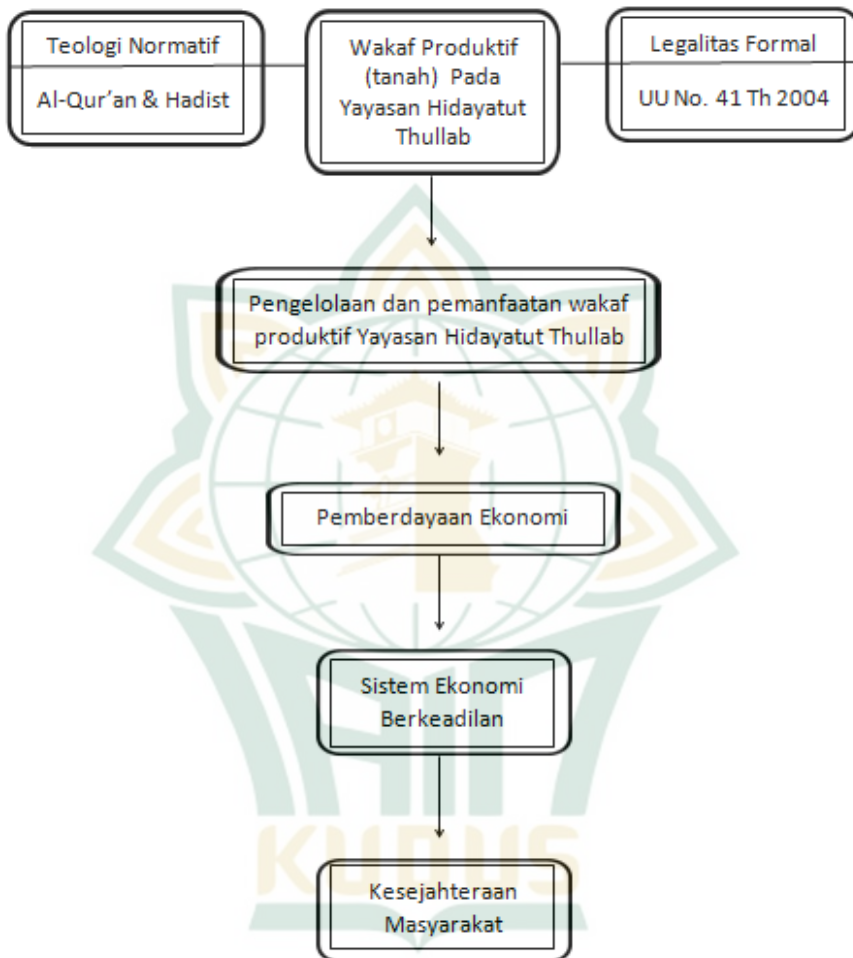 Teologi Normatif
Al-Qur'an & Hadist
Wakaf Produktif
(tanah) Pada
Yayasan Hidayatut
Thullab
Legalitas Formal
UU No. 41 Th 2004
Pengelolaan dan pemanfaatan wakaf
produktif Yayasan Hidayatut Thullab
Pemberdayaan Ekonomi
Sistem Ekonomi
Berkeadilan
IAIN
KUDUS
Kesejahteraan
Masyarakat